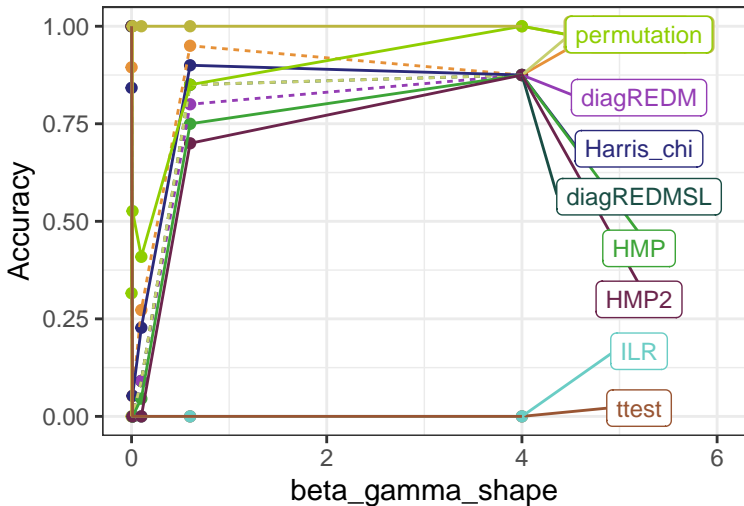 1.00
0.75
0.50
0.25
0.00
Accuracy
permutation
diagREDM
Harris_chi
diagREDMSL
HMP
HMP2
ILR
ttest
0
2
4
6
beta_gamma_shape